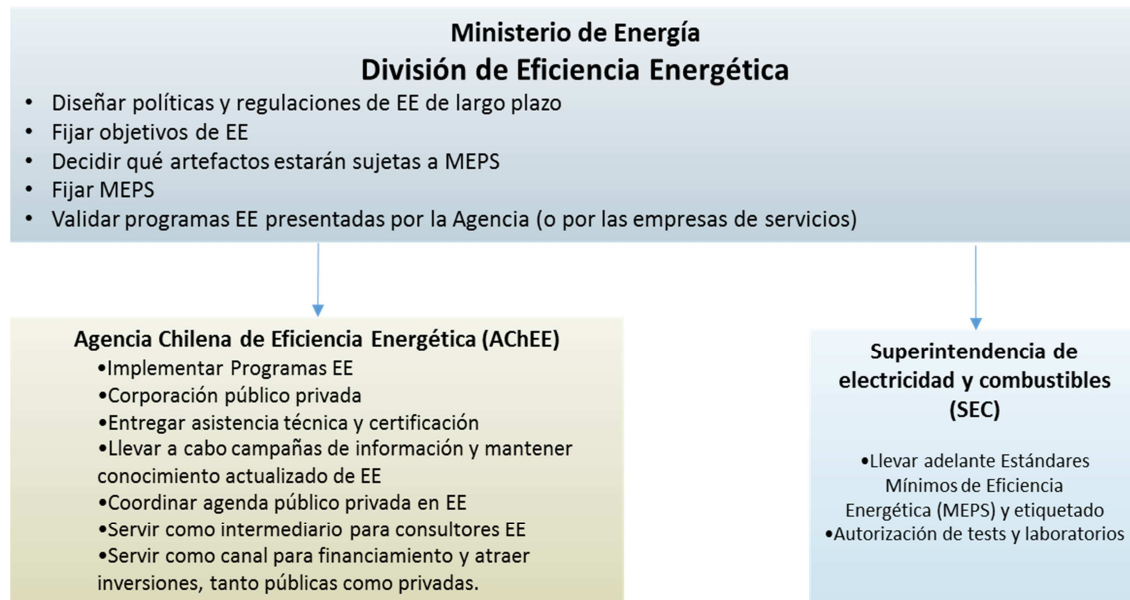 Ministerio de Energía
División de Eficiencia Energética
• Diseñar políticas y regulaciones de EE de largo plazo
• Fijar objetivos de EE
• Decidir qué artefactos estarán sujetas a MEPS
• Fijar MEPS
• Validar programas EE presentadas por la Agencia (o por las empresas de servicios)
Agencia Chilena de Eficiencia Energética (AChEE)
•Implementar Programas EE
•Corporación público privada
•Entregar asistencia técnica y certificación
•Llevar a cabo campañas de información y mantener
conocimiento actualizado de EE
•Coordinar agenda público privada en EE
•Servir como intermediario para consultores EE
•Servir como canal para financiamiento y atraer
inversiones, tanto públicas como privadas.
Superintendencia de
electricidad y combustibles
(SEC)
•Llevar adelante Estándares
Mínimos de Eficiencia
Energética (MEPS) y etiquetado
•Autorización de tests y laboratorios